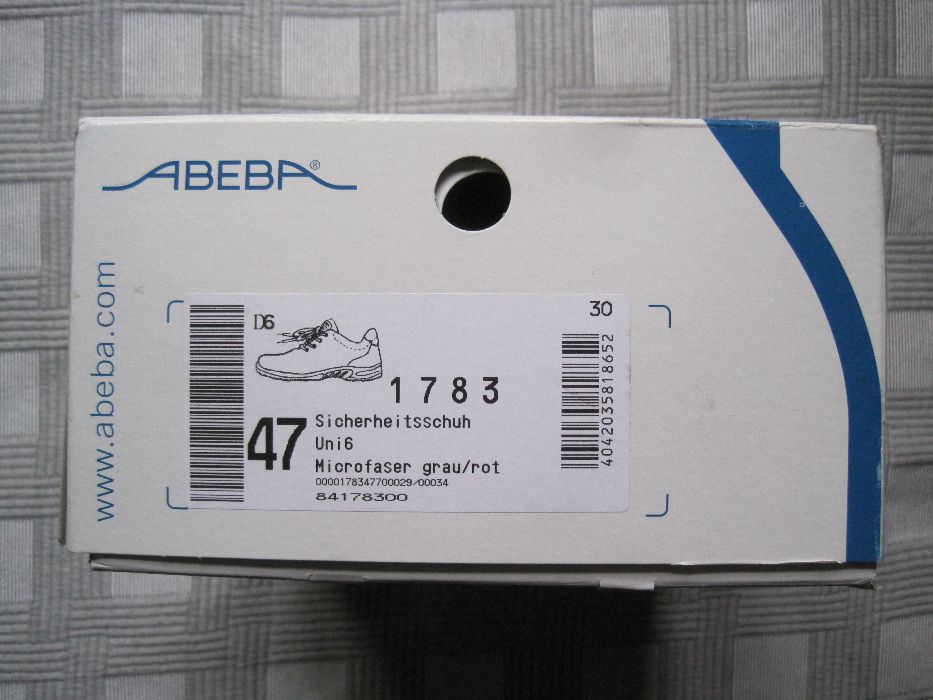 ABEBA®
www.abeba.com
D6
30
1783
47
Sicherheitsschuh
Uni6
Microfaser grau/rot
0000178347700029/00034
84178300
4042035818652